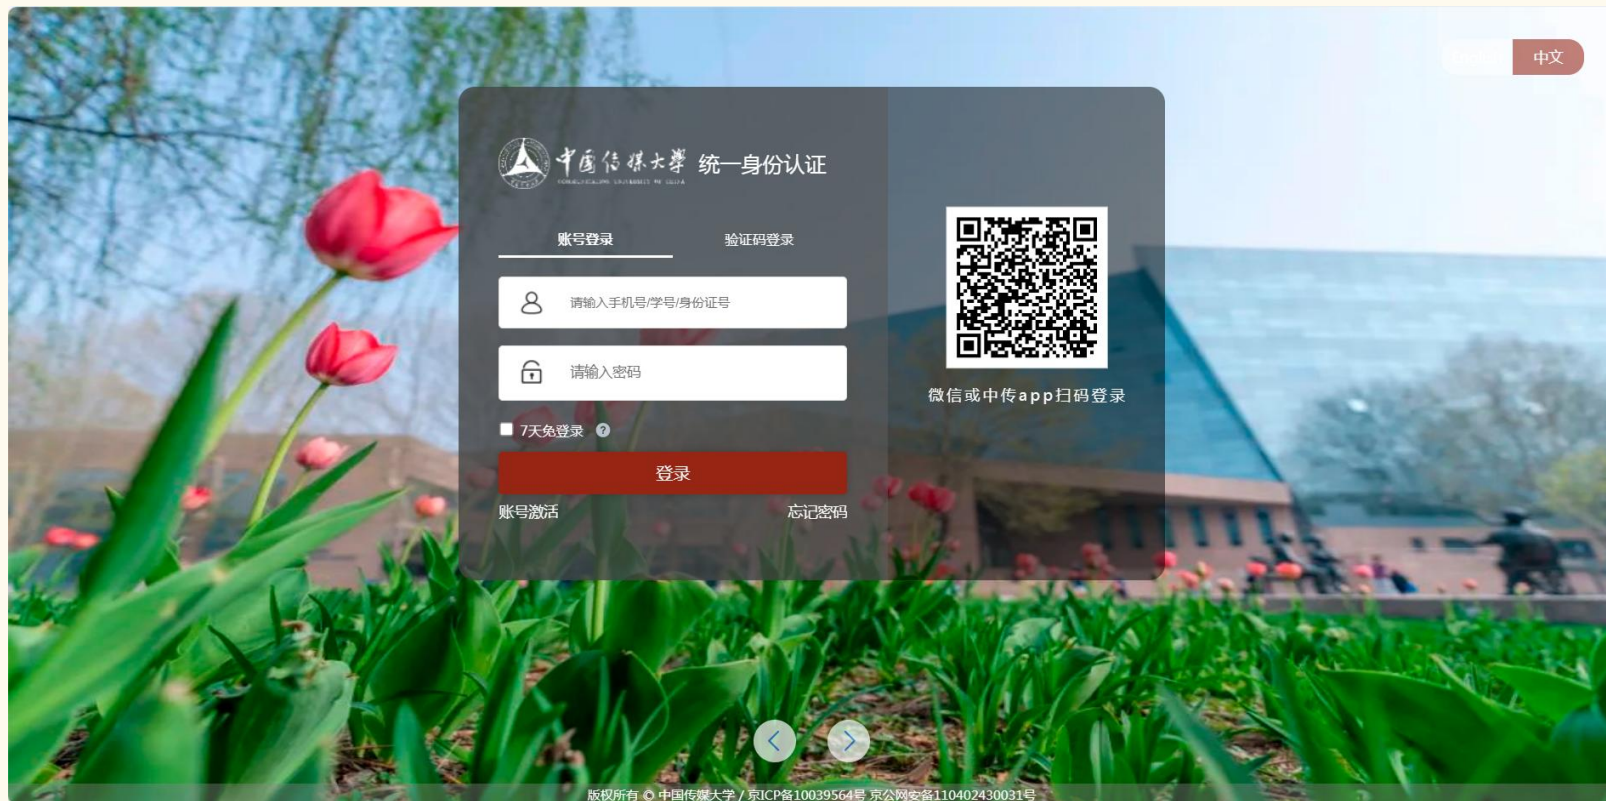 中文
中国传媒大学 统一身份认证
COMMUNICATION UNIVERSITY OF CHINA
账号登录 验证码登录
请输入手机号/学号/身份证号
请输入密码
7天免登录 ?
登录
账号激活 忘记密码
微信或中传app扫码登录
版权所有 © 中国传媒大学 / 京ICP备10039564号 京公网安备110402430031号